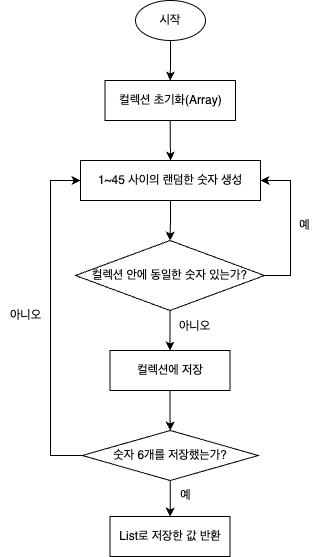 시작
컬렉션 초기화(Array)
1~45 사이의 랜덤한 숫자 생성
예
컬렉션 안에 동일한 숫자 있는가?
아니오
아니오
컬렉션에 저장
숫자 6개를 저장했는가?
예
List로 저장한 값 반환